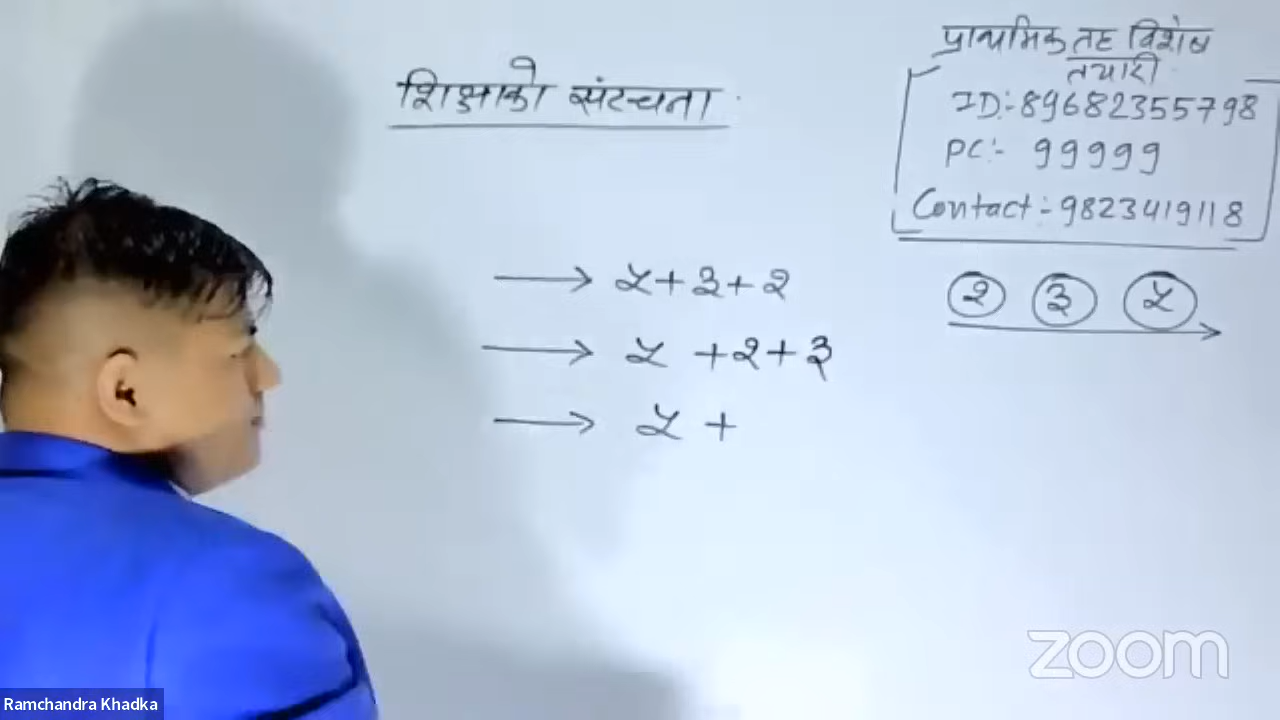 शिक्षाको संरचना
प्राथमिक तह विशेष
तयारी
ID:- 89682355798
PC:- 99999
Contact:- 9823419118
→ ५+३+२
→ ५ +२+३
→ ५ +
२ ३ ५
zoom
Ramchandra Khadka